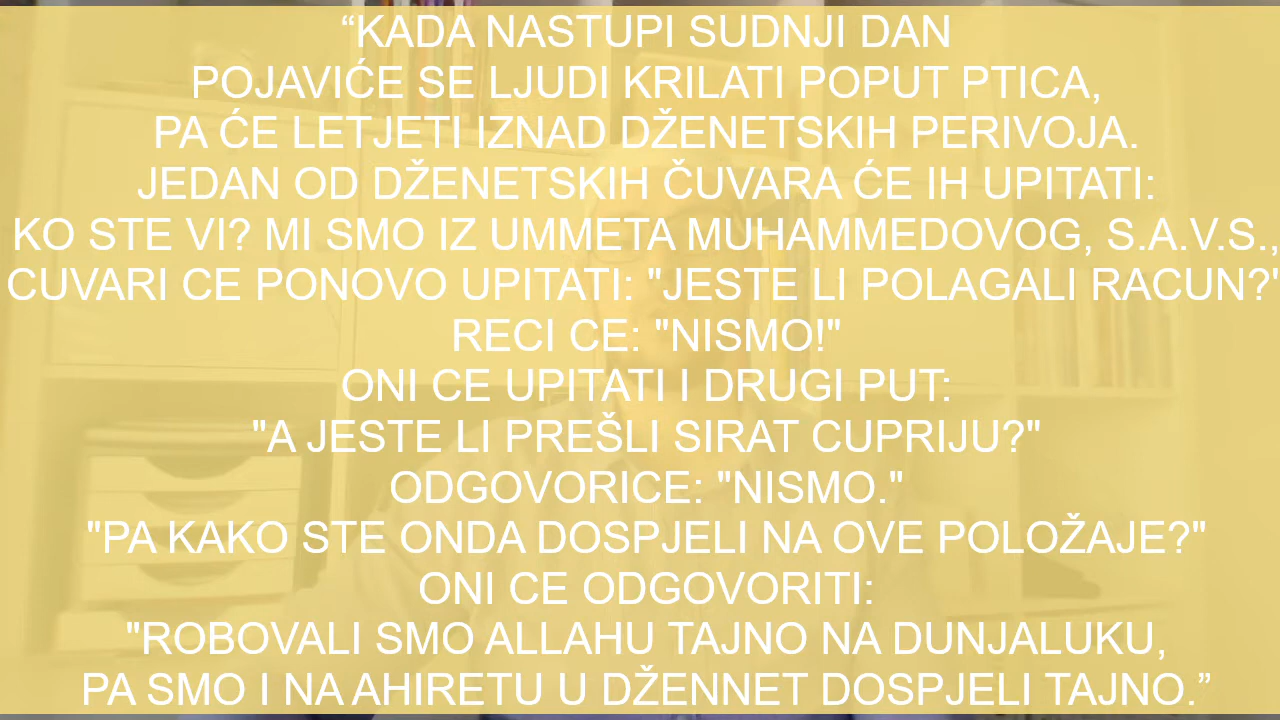 “KADA NASTUPI SUDNJI DAN
POJAVIĆE SE LJUDI KRILATI POPUT PTICA,
PA ĆE LETJETI IZNAD DŽENETSKIH PERIVOJA.
JEDAN OD DŽENETSKIH ČUVARA ĆE IH UPITATI:
KO STE VI? MI SMO IZ UMMETA MUHAMMEDOVOG, S.A.V.S.,
CUVARI CE PONOVO UPITATI: "JESTE LI POLAGALI RACUN?"
RECI CE: "NISMO!"
ONI CE UPITATI I DRUGI PUT:
"A JESTE LI PREŠLI SIRAT CUPRIJU?"
ODGOVORICE: "NISMO."
"PA KAKO STE ONDA DOSPJELI NA OVE POLOŽAJE?"
ONI CE ODGOVORITI:
"ROBOVALI SMO ALLAHU TAJNO NA DUNJALUKU,
PA SMO I NA AHIRETU U DŽENNET DOSPJELI TAJNO.”